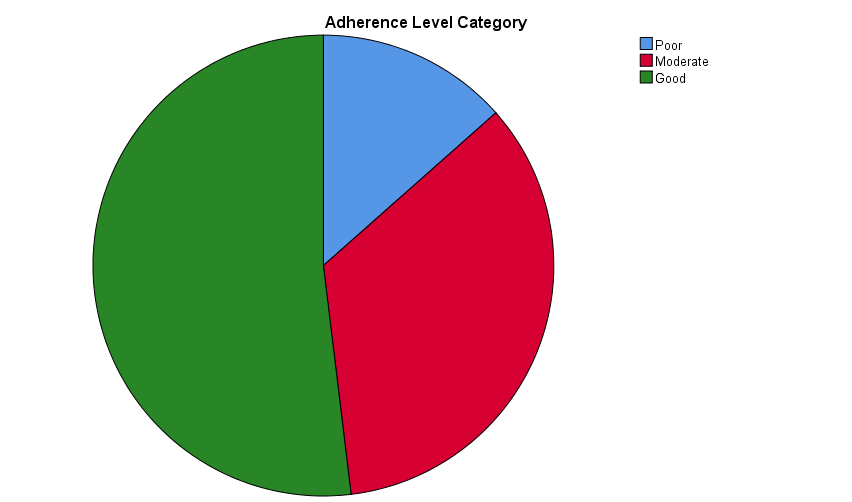 Adherence Level Category
Poor
Moderate
Good